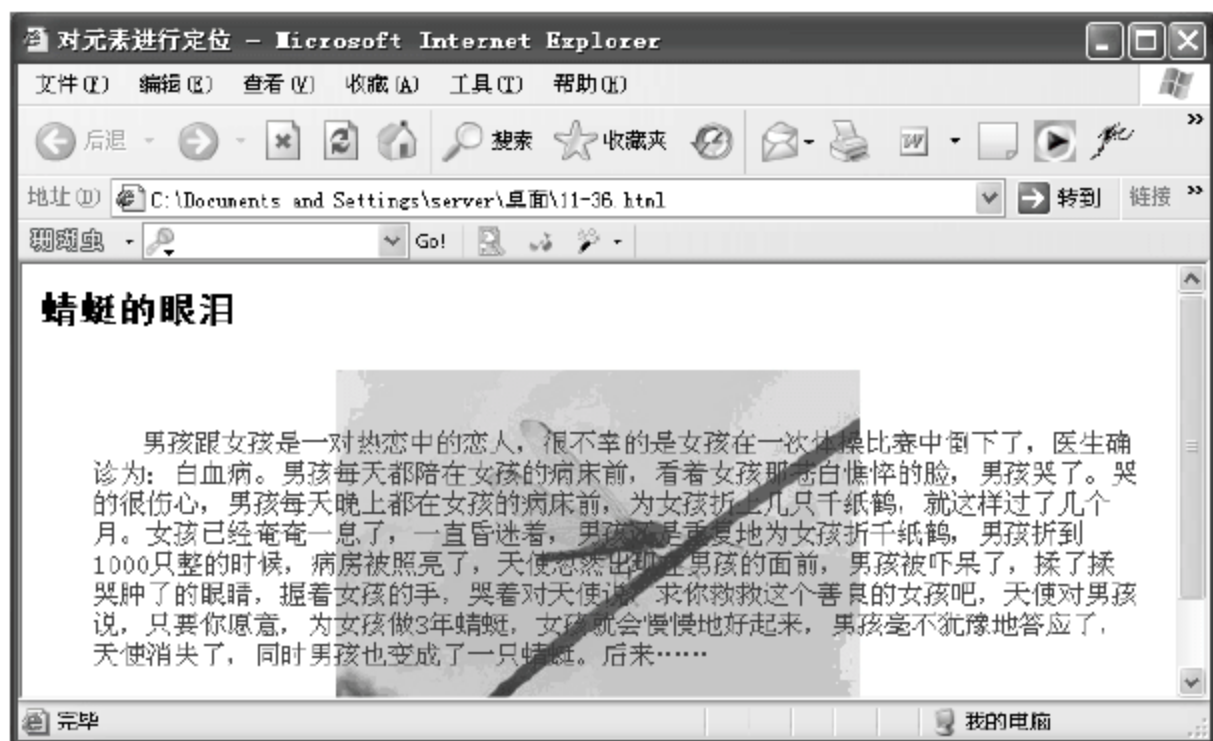 对元素进行定位 - Microsoft Internet Explorer
文件(F) 编辑(E) 查看(V) 收藏(A) 工具(T) 帮助(H)
后退 搜索 收藏夹
地址(D) C:\Documents and Settings\server\桌面\11-36.html 转到 链接
珊瑚虫 Go!
蜻蜓的眼泪
男孩跟女孩是一对热恋中的恋人，很不幸的是女孩在一次体操比赛中倒下了，医生确
诊为：白血病。男孩每天都陪在女孩的病床前，看着女孩那苍白憔悴的脸，男孩哭了。哭
的很伤心，男孩每天晚上都在女孩的病床前，为女孩折上几只千纸鹤，就这样过了几个
月。女孩已经奄奄一息了，一直昏迷着，男孩还是重复地为女孩折千纸鹤，男孩折到
1000只整的时候，病房被照亮了，天使忽然出现在男孩的面前，男孩被吓呆了，揉了揉
哭肿了的眼睛，握着女孩的手，哭着对天使说，求你救救这个善良的女孩吧，天使对男孩
说，只要你愿意，为女孩做3年蜻蜓，女孩就会慢慢地好起来，男孩毫不犹豫地答应了，
天使消失了，同时男孩也变成了一只蜻蜓。后来……
完毕 我的电脑